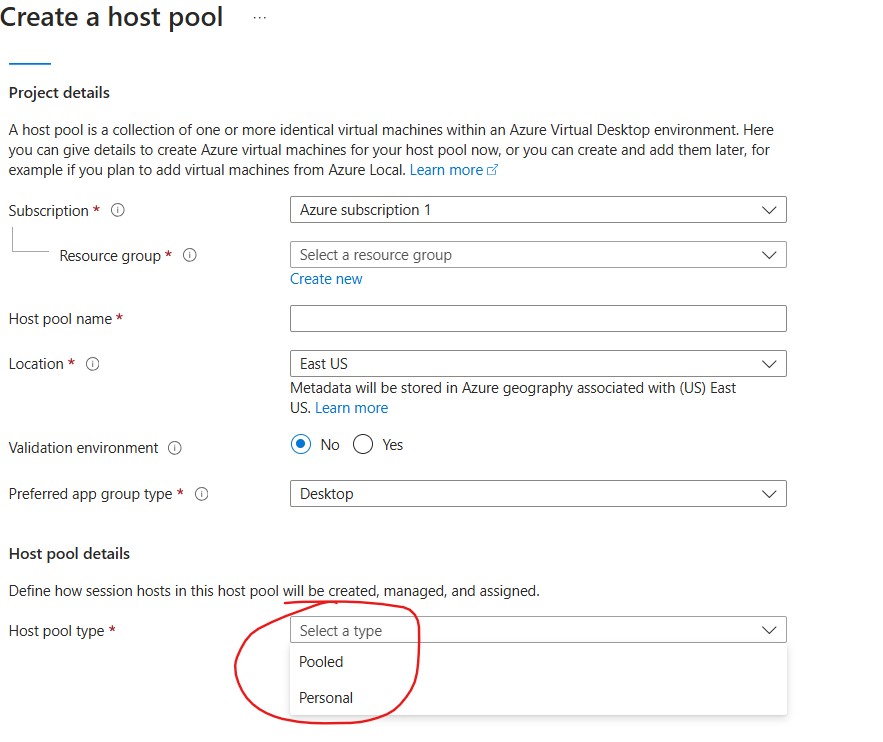 Create a host pool ...
Project details
A host pool is a collection of one or more identical virtual machines within an Azure Virtual Desktop environment. Here
you can give details to create Azure virtual machines for your host pool now, or you can create and add them later, for
example if you plan to add virtual machines from Azure Local. Learn more
Subscription *
Azure subscription 1
Resource group *
Select a resource group
Create new
Host pool name *
Location *
East US
Metadata will be stored in Azure geography associated with (US) East
US. Learn more
Validation environment
No Yes
Preferred app group type *
Desktop
Host pool details
Define how session hosts in this host pool will be created, managed, and assigned.
Host pool type *
Select a type
Pooled
Personal